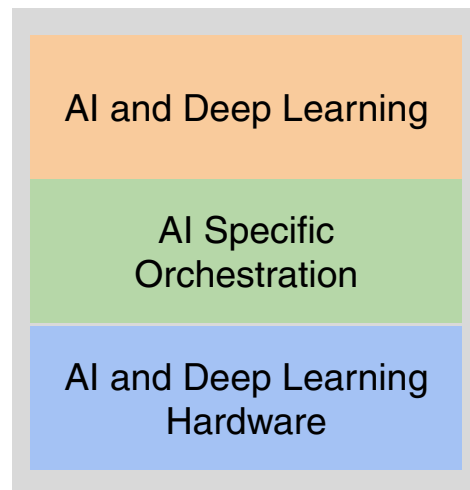 AI and Deep Learning
AI Specific
Orchestration
AI and Deep Learning
Hardware